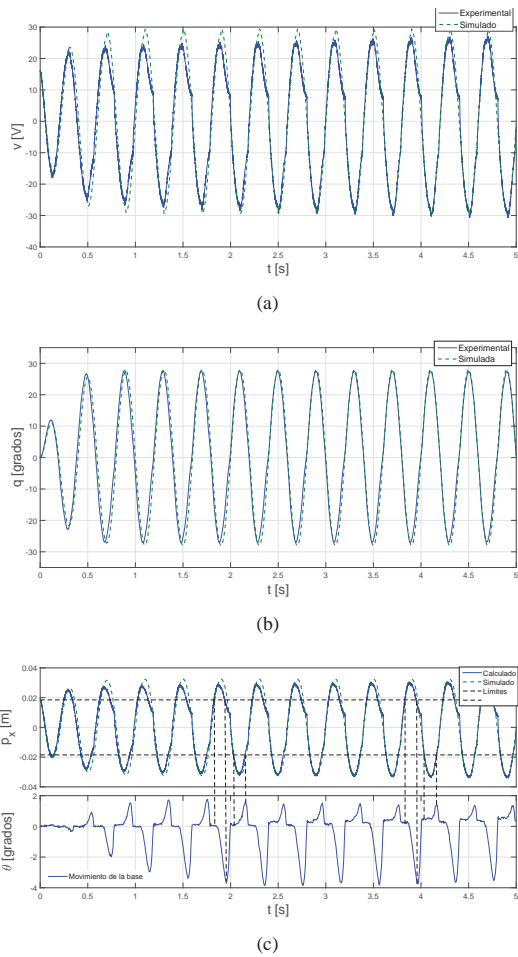 Experimental
Simulado
30
20
10
0
-10
-20
-30
-40
v [V]
0 0.5 1 1.5 2 2.5 3 3.5 4 4.5 5
t [s]
(a)
Experimental
Simulada
30
20
10
0
-10
-20
-30
q [grados]
0 0.5 1 1.5 2 2.5 3 3.5 4 4.5 5
t [s]
(b)
Calculado
Simulado
Límites
0.04
0.02
0
-0.02
-0.04
p_x [m]
2
0
-2
-4
θ [grados]
Movimiento de la base
0 0.5 1 1.5 2 2.5 3 3.5 4 4.5 5
t [s]
(c)